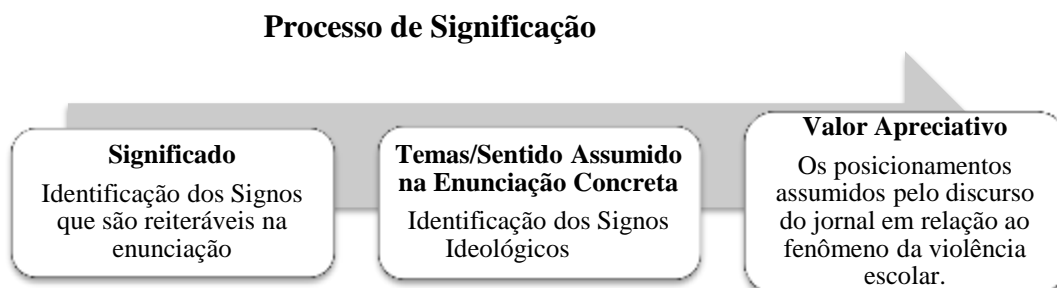 Processo de Significação
Significado
Identificação dos Signos
que são reiteráveis na
enunciação
Temas/Sentido Assumido
na Enunciação Concreta
Identificação dos Signos
Ideológicos
Valor Apreciativo
Os posicionamentos
assumidos pelo discurso
do jornal em relação ao
fenômeno da violência
escolar.